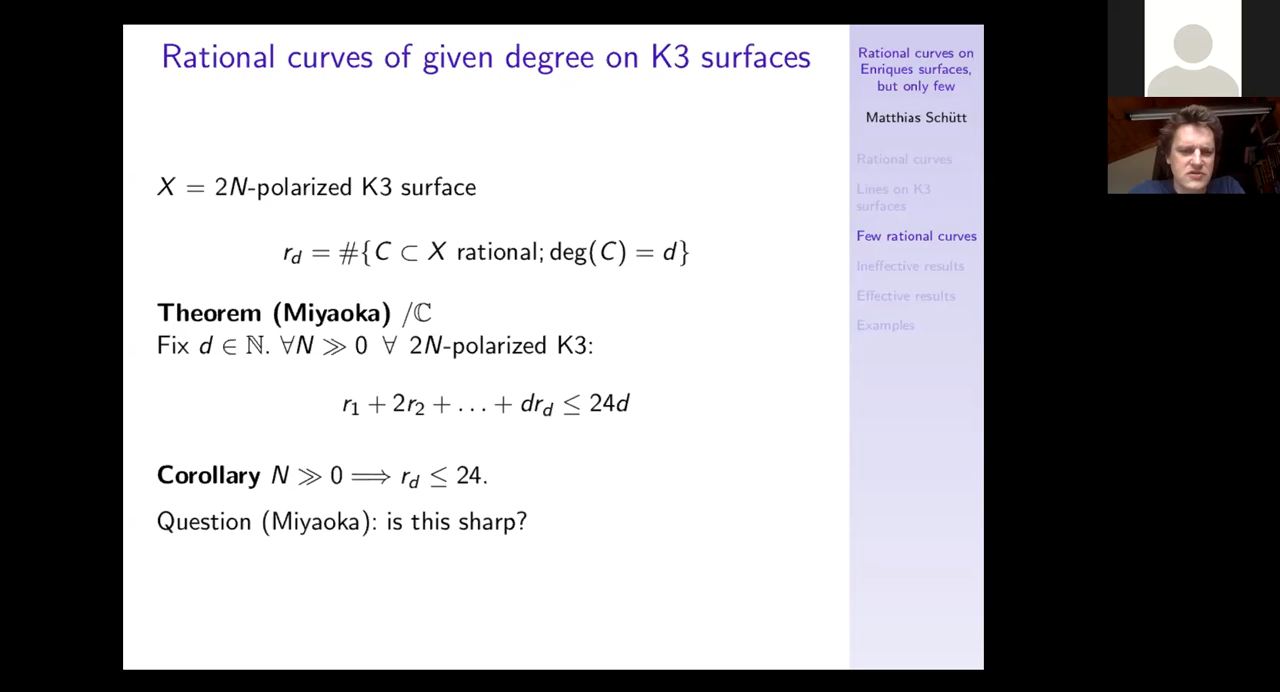 Rational curves of given degree on K3 surfaces
X = 2N-polarized K3 surface
r_d = #{C ⊂ X rational; deg(C) = d}
Theorem (Miyaoka) /ℂ
Fix d ∈ ℕ. ∀N ≫ 0 ∀ 2N-polarized K3:
r_1 + 2r_2 + . . . + dr_d ≤ 24d
Corollary N ≫ 0 ⟹ r_d ≤ 24.
Question (Miyaoka): is this sharp?
Rational curves on
Enriques surfaces,
but only few
Matthias Schütt
Rational curves
Lines on K3
surfaces
Few rational curves
Ineffective results
Effective results
Examples